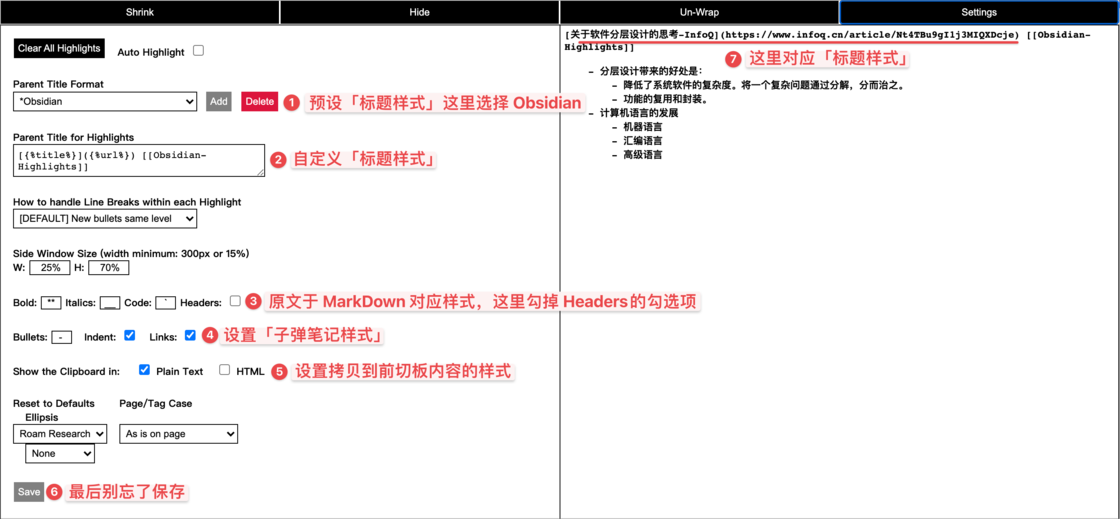 Shrink
Hide
Un-Wrap
Settings
Clear All Highlights
Auto Highlight
Parent Title Format
*Obsidian
Add
Delete
1 预设「标题样式」这里选择 Obsidian
Parent Title for Highlights
[{%title%}]({%url%}) [[Obsidian-
Highlights]]
2 自定义「标题样式」
How to handle Line Breaks within each Highlight
[DEFAULT] New bullets same level
Side Window Size (width minimum: 300px or 15%)
W: 25% H: 70%
Bold: ** Italics: __ Code: ` Headers:
3 原文于 MarkDown 对应样式，这里勾掉 Headers的勾选项
Bullets: - Indent: Links:
4 设置「子弹笔记样式」
Show the Clipboard in: Plain Text HTML
5 设置拷贝到前切板内容的样式
Reset to Defaults
Page/Tag Case
Ellipsis
Roam Research
As is on page
None
Save
6 最后别忘了保存
[关于软件分层设计的思考-InfoQ](https://www.infoq.cn/article/Nt4TBu9gI1j3MIQXDcje) [[Obsidian-
Highlights]]
7 这里对应「标题样式」
- 分层设计带来的好处是：
- 降低了系统软件的复杂度。将一个复杂问题通过分解，分而治之。
- 功能的复用和封装。
- 计算机语言的发展
- 机器语言
- 汇编语言
- 高级语言